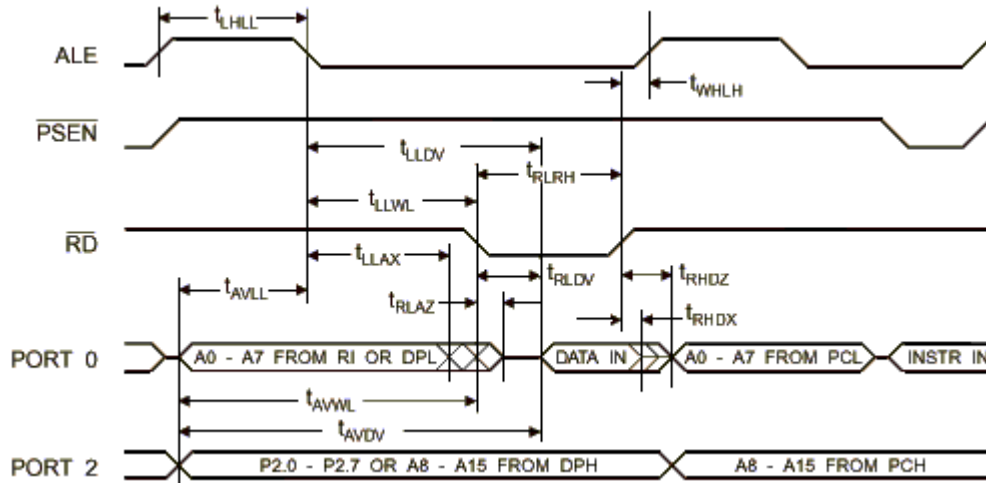 tLHLL
ALE
tWHLH
PSEN
tLLDV
tRLRH
tLLWL
RD
tLLAX
tRLDV
tRHDZ
tAVLL
tRLAZ
tRHDX
PORT 0
A0 - A7 FROM RI OR DPL
DATA IN
A0 - A7 FROM PCL
INSTR IN
tAVWL
tAVDV
PORT 2
P2.0 - P2.7 OR A8 - A15 FROM DPH
A8 - A15 FROM PCH